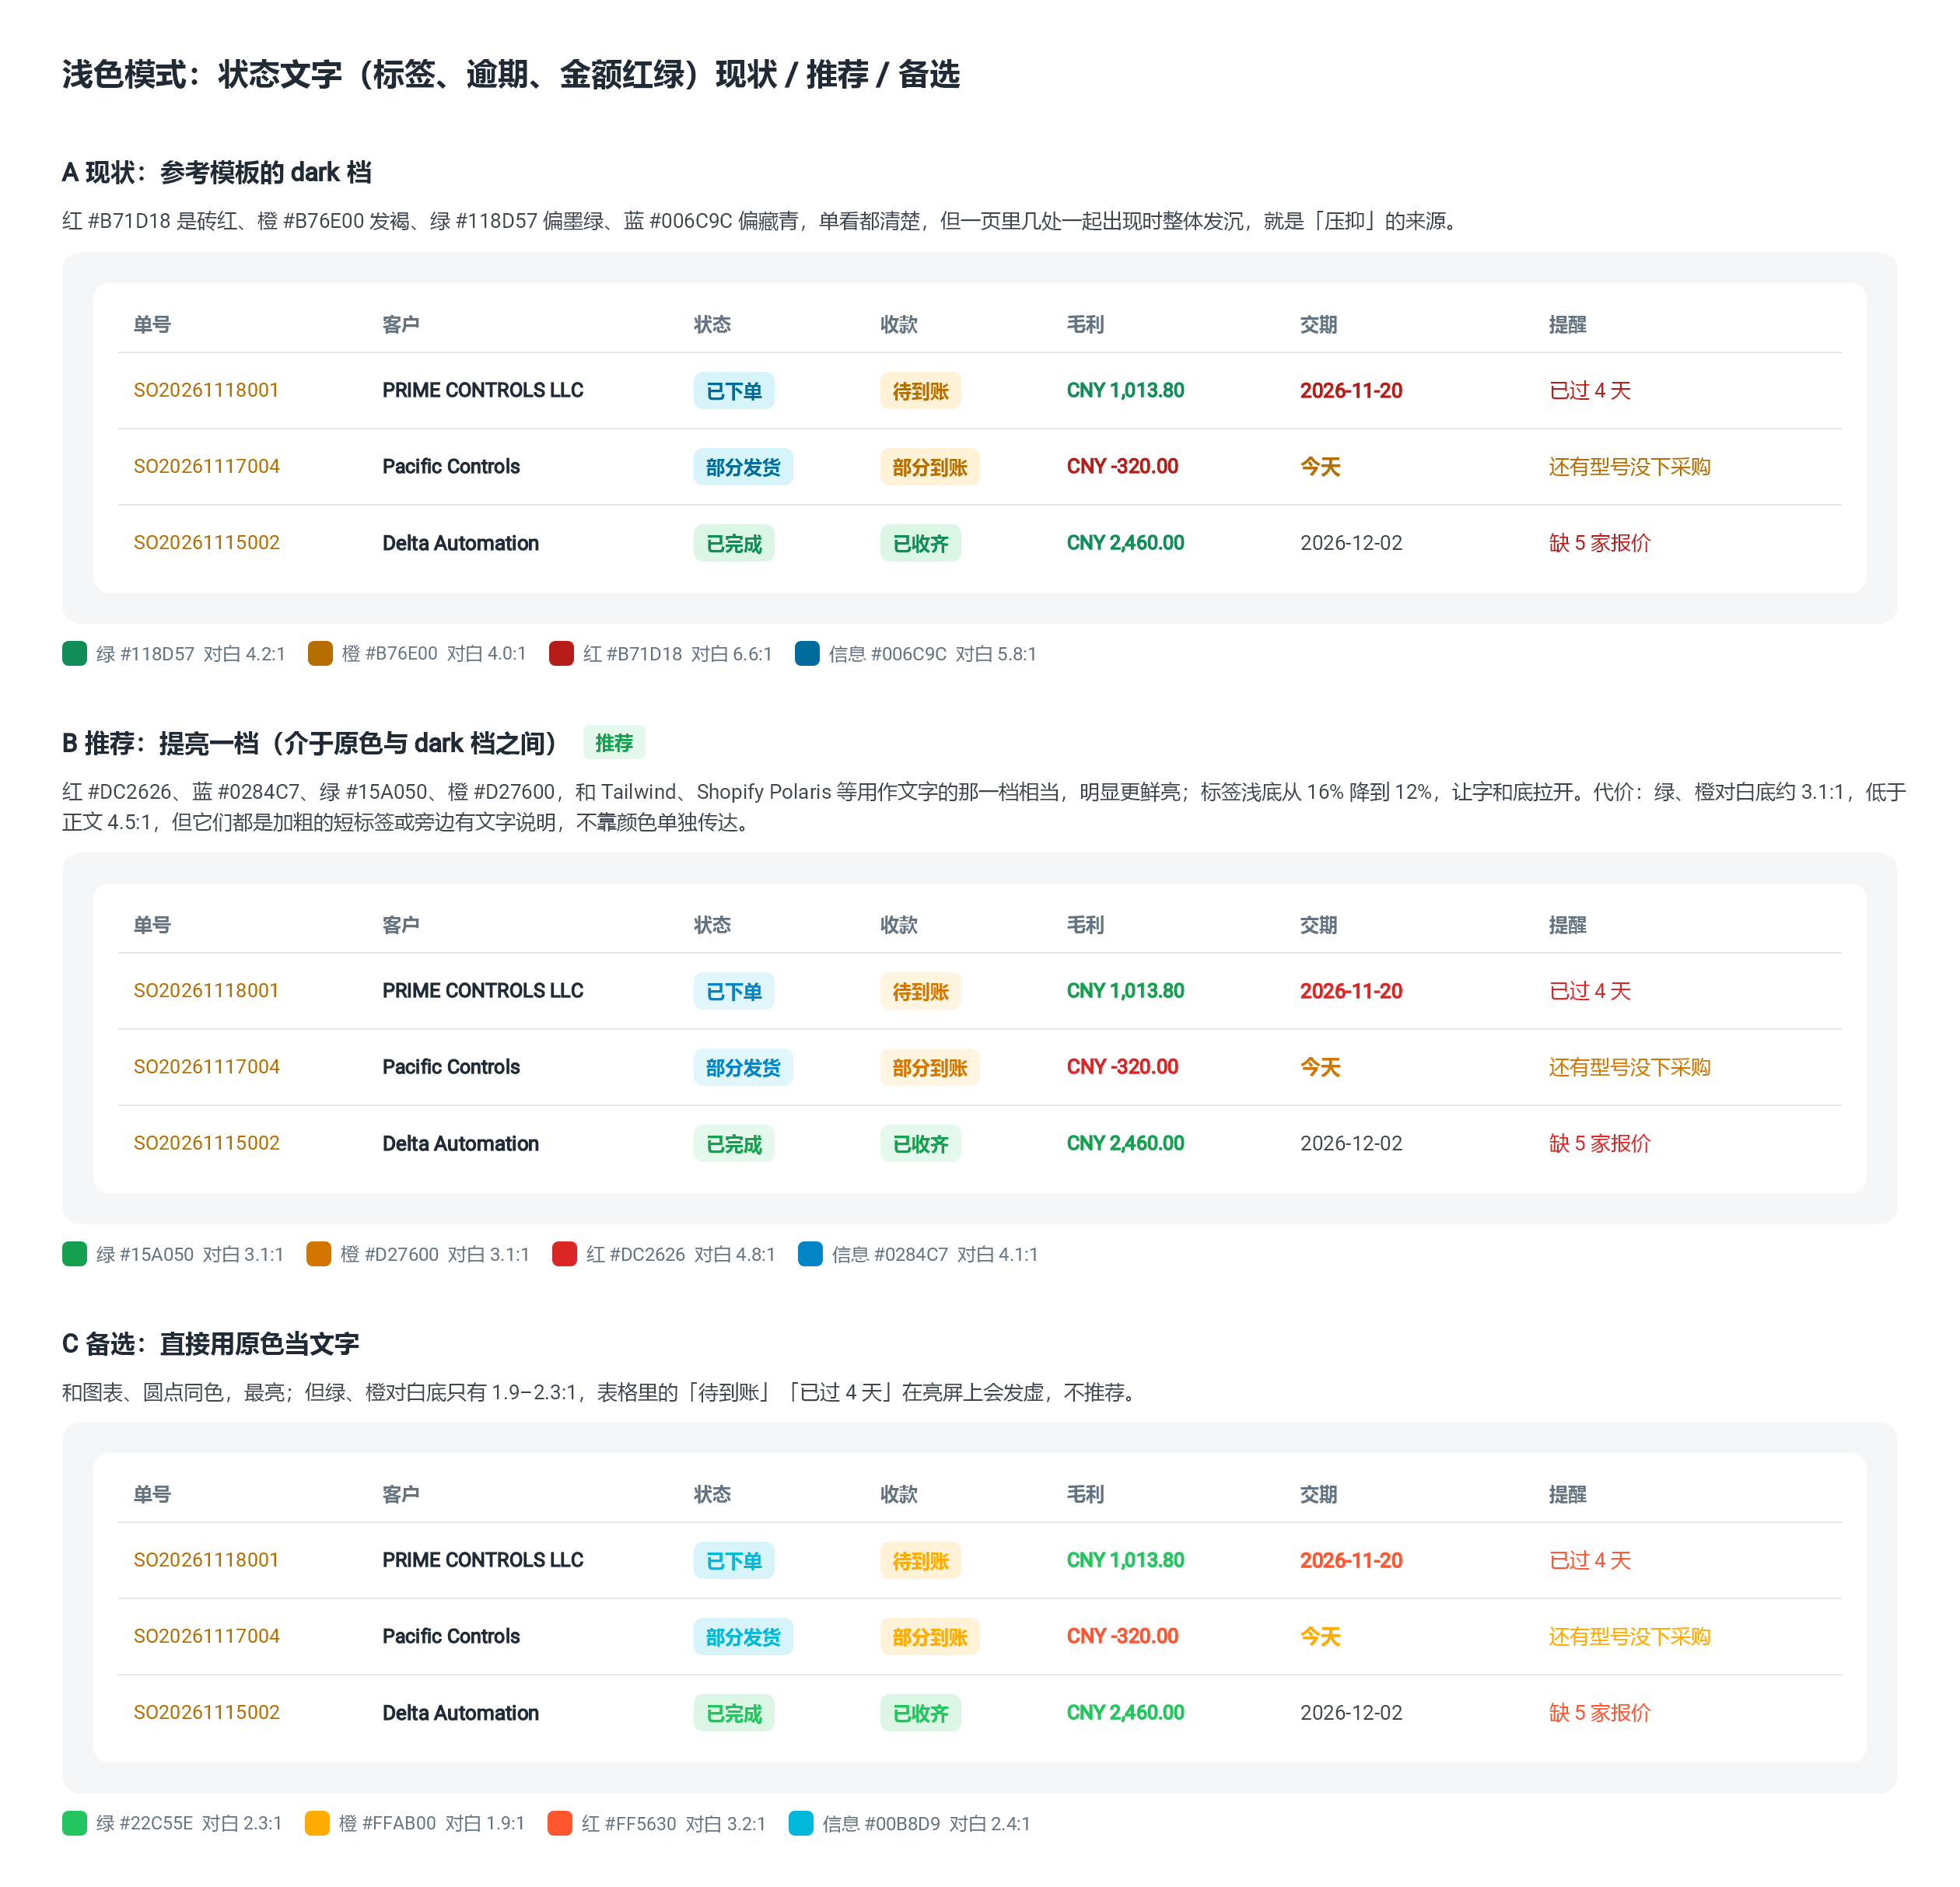 浅色模式：状态文字（标签、逾期、金额红绿）现状 / 推荐 / 备选
A 现状：参考模板的 dark 档
红 #B71D18 是砖红、橙 #B76E00 发褐、绿 #118D57 偏墨绿、蓝 #006C9C 偏藏青，单看都清楚，但一页里几处一起出现时整体发沉，就是「压抑」的来源。
单号 客户 状态 收款 毛利 交期 提醒
SO20261118001 PRIME CONTROLS LLC 已下单 待到账 CNY 1,013.80 2026-11-20 已过 4 天
SO20261117004 Pacific Controls 部分发货 部分到账 CNY -320.00 今天 还有型号没下采购
SO20261115002 Delta Automation 已完成 已收齐 CNY 2,460.00 2026-12-02 缺 5 家报价
绿 #118D57 对白 4.2:1 橙 #B76E00 对白 4.0:1 红 #B71D18 对白 6.6:1 信息 #006C9C 对白 5.8:1
B 推荐：提亮一档（介于原色与 dark 档之间） 推荐
红 #DC2626、蓝 #0284C7、绿 #15A050、橙 #D27600，和 Tailwind、Shopify Polaris 等用作文字的那一档相当，明显更鲜亮；标签浅底从 16% 降到 12%，让字和底拉开。代价：绿、橙对白底约 3.1:1，低于
正文 4.5:1，但它们都是加粗的短标签或旁边有文字说明，不靠颜色单独传达。
单号 客户 状态 收款 毛利 交期 提醒
SO20261118001 PRIME CONTROLS LLC 已下单 待到账 CNY 1,013.80 2026-11-20 已过 4 天
SO20261117004 Pacific Controls 部分发货 部分到账 CNY -320.00 今天 还有型号没下采购
SO20261115002 Delta Automation 已完成 已收齐 CNY 2,460.00 2026-12-02 缺 5 家报价
绿 #15A050 对白 3.1:1 橙 #D27600 对白 3.1:1 红 #DC2626 对白 4.8:1 信息 #0284C7 对白 4.1:1
C 备选：直接用原色当文字
和图表、圆点同色，最亮；但绿、橙对白底只有 1.9–2.3:1，表格里的「待到账」「已过 4 天」在亮屏上会发虚，不推荐。
单号 客户 状态 收款 毛利 交期 提醒
SO20261118001 PRIME CONTROLS LLC 已下单 待到账 CNY 1,013.80 2026-11-20 已过 4 天
SO20261117004 Pacific Controls 部分发货 部分到账 CNY -320.00 今天 还有型号没下采购
SO20261115002 Delta Automation 已完成 已收齐 CNY 2,460.00 2026-12-02 缺 5 家报价
绿 #22C55E 对白 2.3:1 橙 #FFAB00 对白 1.9:1 红 #FF5630 对白 3.2:1 信息 #00B8D9 对白 2.4:1